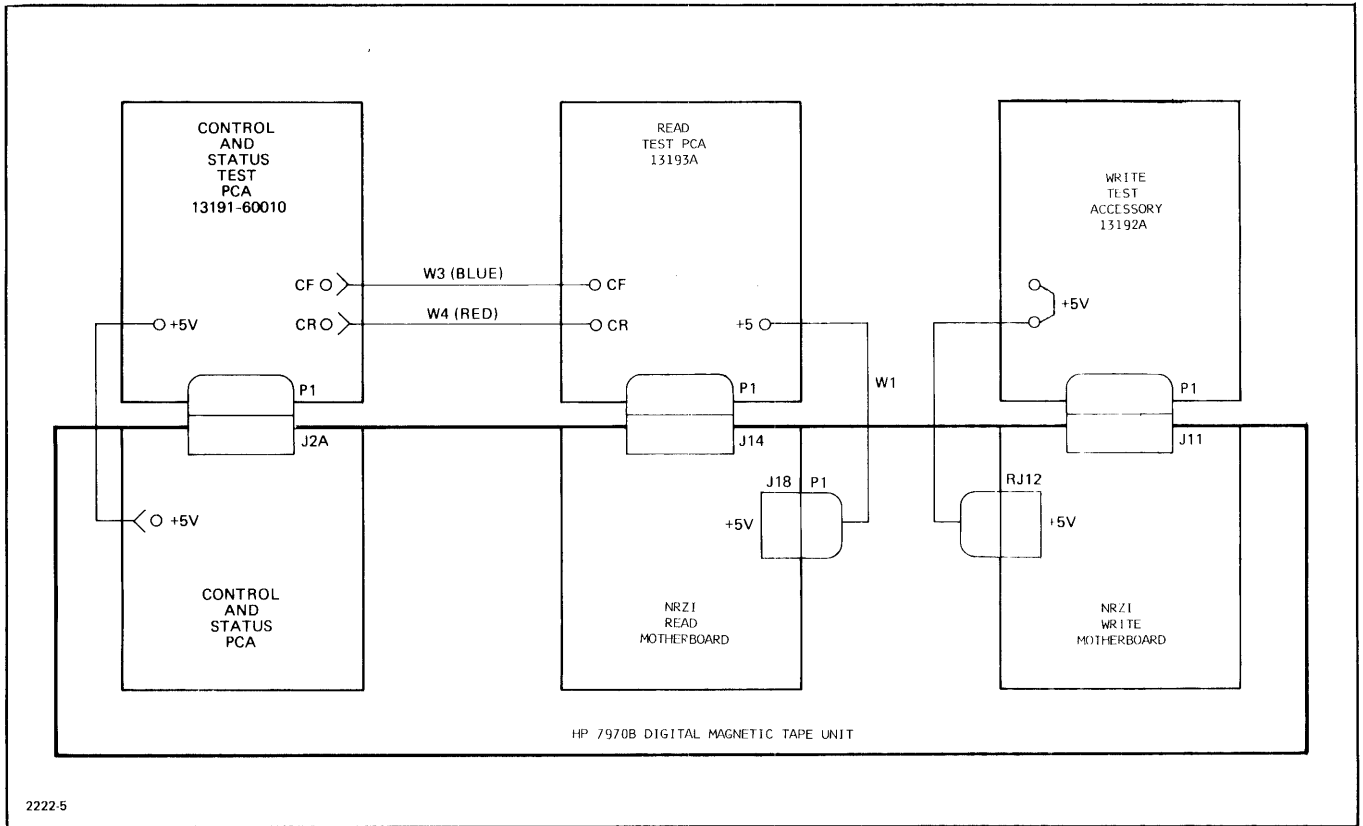 CONTROL
AND
STATUS
TEST
PCA
13191-60010
READ
TEST PCA
13193A
WRITE
TEST
ACCESSORY
13192A
CF
W3 (BLUE)
CF
+5V
CR
W4 (RED)
CR
+5
+5V
P1
J2A
P1
J14
W1
P1
J11
+5V
J18
P1
+5V
RJ12
+5V
CONTROL
AND
STATUS
PCA
NRZI
READ
MOTHERBOARD
NRZI
WRITE
MOTHERBOARD
HP 7970B DIGITAL MAGNETIC TAPE UNIT
2222-5